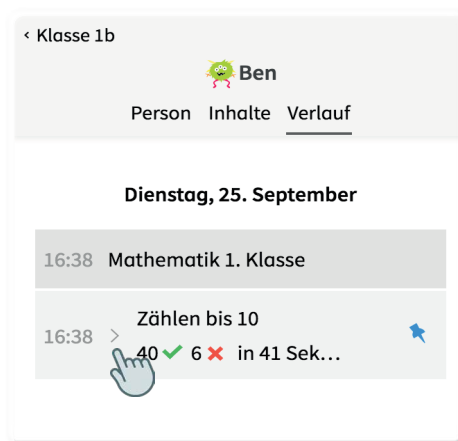 ‹ Klasse 1b
Ben
Person Inhalte Verlauf
Dienstag, 25. September
16:38 Mathematik 1. Klasse
Zählen bis 10
16:38 > 40 ✓ 6 ✗ in 41 Sek…